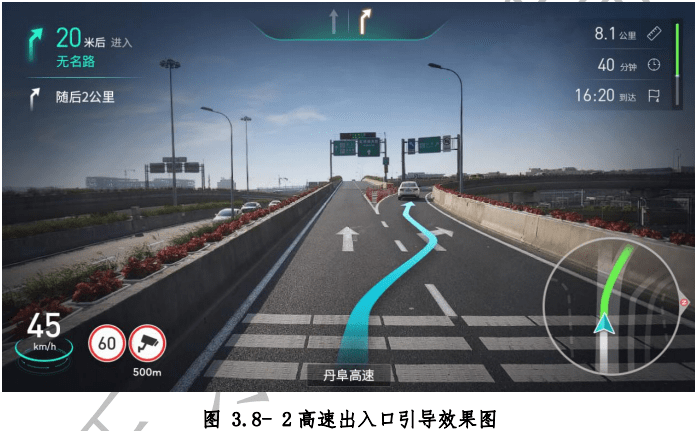 20 米后 进入
无名路
随后2公里
8.1 公里
40 分钟
16:20 到达
45
km/h
60
500m
丹阜高速
图 3.8- 2高速出入口引导效果图